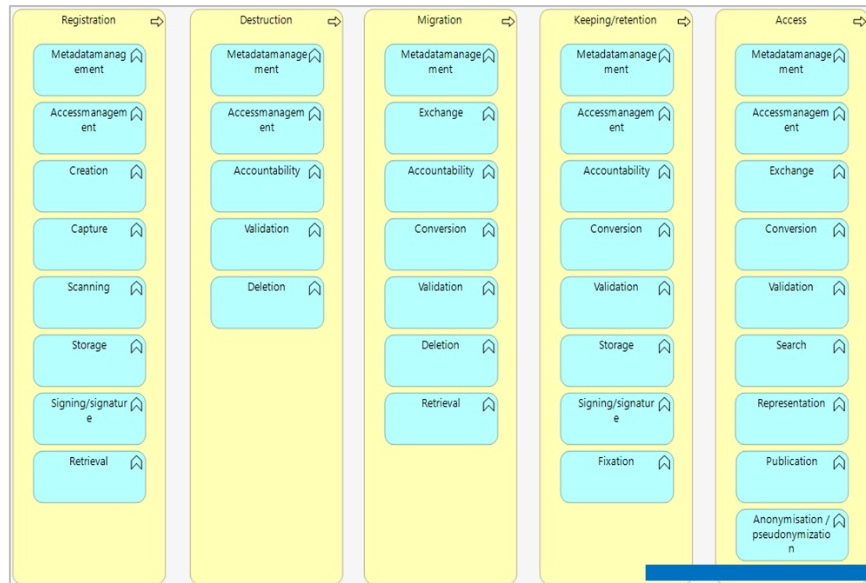 Registration
Metadatamanag
ement
Accessmanagem
ent
Creation
Capture
Scanning
Storage
Signing/signatur
e
Retrieval
Destruction
Metadatamanage
ment
Accessmanagem
ent
Accountability
Validation
Deletion
Migration
Metadatamanage
ment
Exchange
Accountability
Conversion
Validation
Deletion
Retrieval
Keeping/retention
Metadatamanage
ment
Accessmanagem
ent
Accountability
Conversion
Validation
Storage
Signing/signatur
e
Fixation
Access
Metadatamanage
ment
Accessmanagem
ent
Exchange
Conversion
Validation
Search
Representation
Publication
Anonymisation /
pseudonymizatio
n